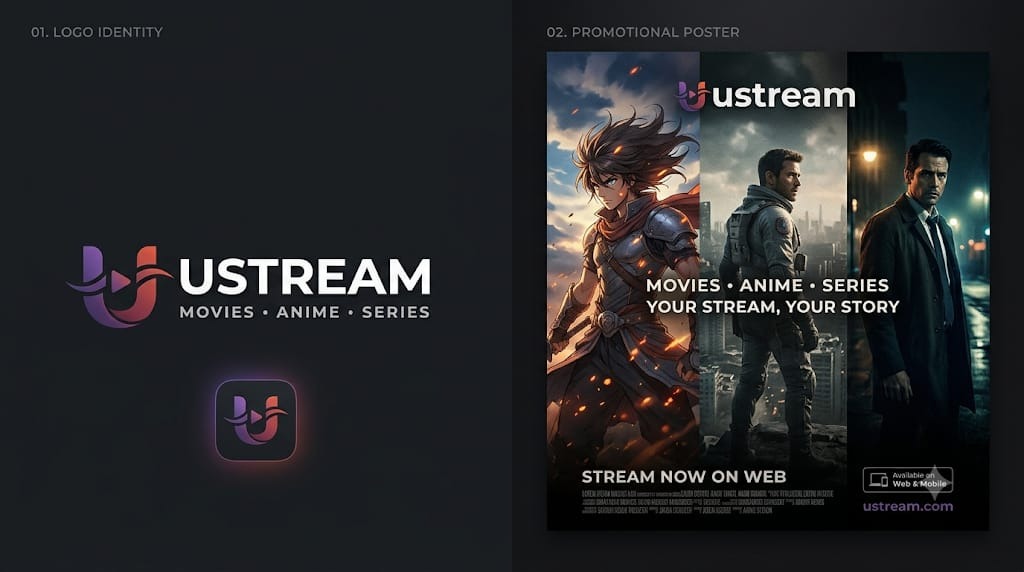 01. LOGO IDENTITY
USTREAM
MOVIES • ANIME • SERIES
02. PROMOTIONAL POSTER
ustream
MOVIES • ANIME • SERIES
YOUR STREAM, YOUR STORY
STREAM NOW ON WEB
Available on
Web & Mobile
ustream.com